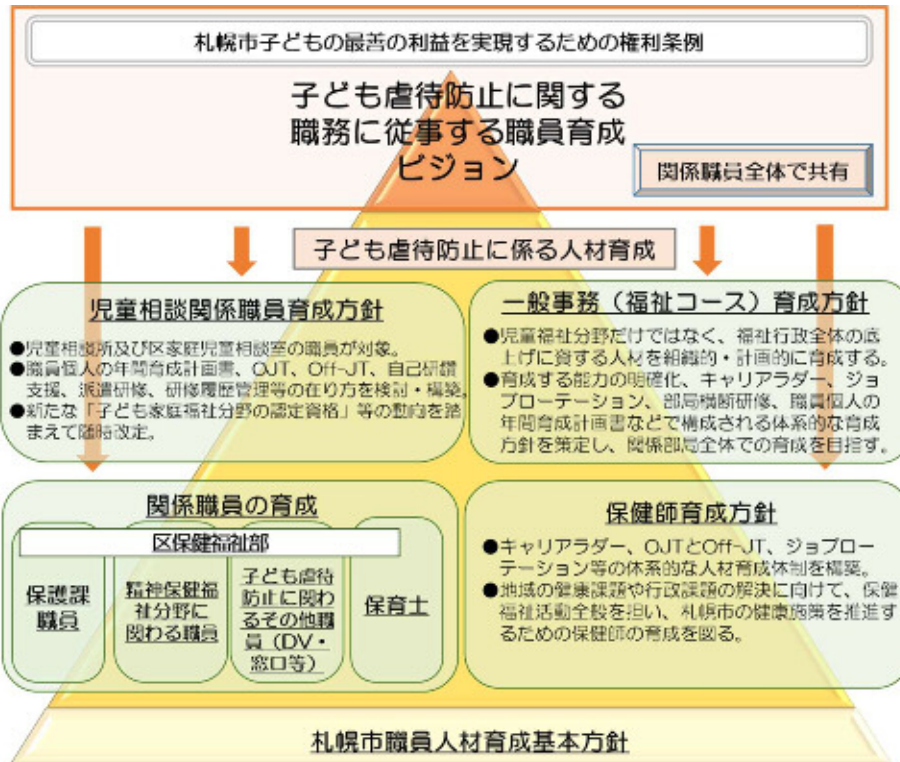 札幌市子どもの最善の利益を実現するための権利条例
子ども虐待防止に関する
職務に従事する職員育成
ビジョン
関係職員全体で共有
子ども虐待防止に係る人材育成
児童相談関係職員育成方針
●児童相談所及び区家庭児童相談室の職員が対象。
●職員個人の年間育成計画書、OJT、Off-JT、自己研鑽
支援、派遣研修、研修履歴管理等の在り方を検討・構築。
●新たな「子ども家庭福祉分野の認定資格」等の動向を踏
まえて随時改定。
一般事務（福祉コース）育成方針
●児童福祉分野だけではなく、福祉行政全体の底
上げに資する人材を組織的・計画的に育成する。
●育成する能力の明確化、キャリアラダー、ジョ
ブローテーション、部局横断研修、職員個人の
年間育成計画書などで構成される体系的な育成
方針を策定し、関係部局全体での育成を目指す。
関係職員の育成
区保健福祉部
保護課
職員
精神保健福
祉分野に
関わる職員
子ども虐待
防止に関わ
るその他職
員（DV・
窓口等）
保育士
保健師育成方針
●キャリアラダー、OJTとOff-JT、ジョブロー
テーション等の体系的な人材育成体制を構築。
●地域の健康課題や行政課題の解決に向けて、保健
福祉活動全般を担い、札幌市の健康施策を推進す
るための保健師の育成を図る。
札幌市職員人材育成基本方針